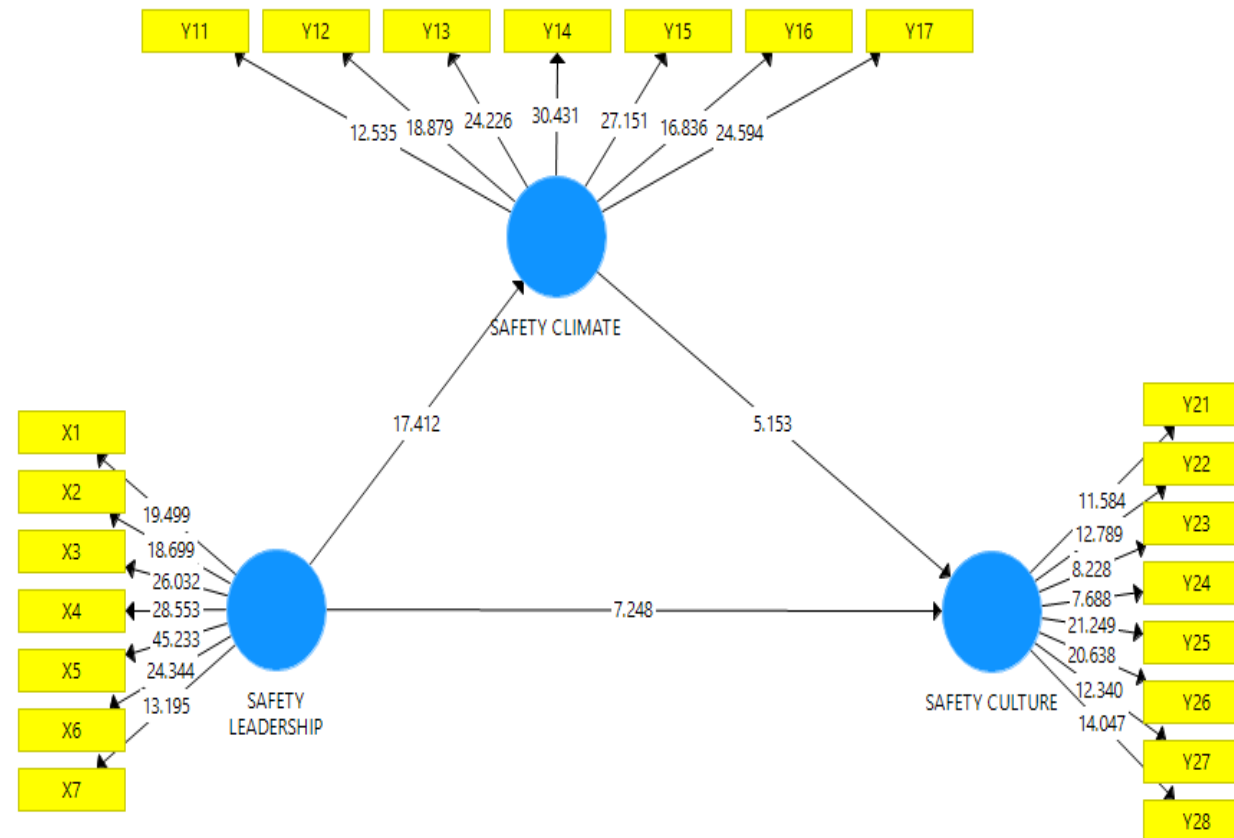 Y11 Y12 Y13 Y14 Y15 Y16 Y17
12.535 18.879 24.226 30.431 27.151 16.836 24.594
SAFETY CLIMATE
17.412
5.153
X1
X2
X3
X4
X5
X6
X7
19.499
18.699
26.032
28.553
45.233
24.344
13.195
SAFETY
LEADERSHIP
7.248
SAFETY CULTURE
11.584
12.789
8.228
7.688
21.249
20.638
12.340
14.047
Y21
Y22
Y23
Y24
Y25
Y26
Y27
Y28